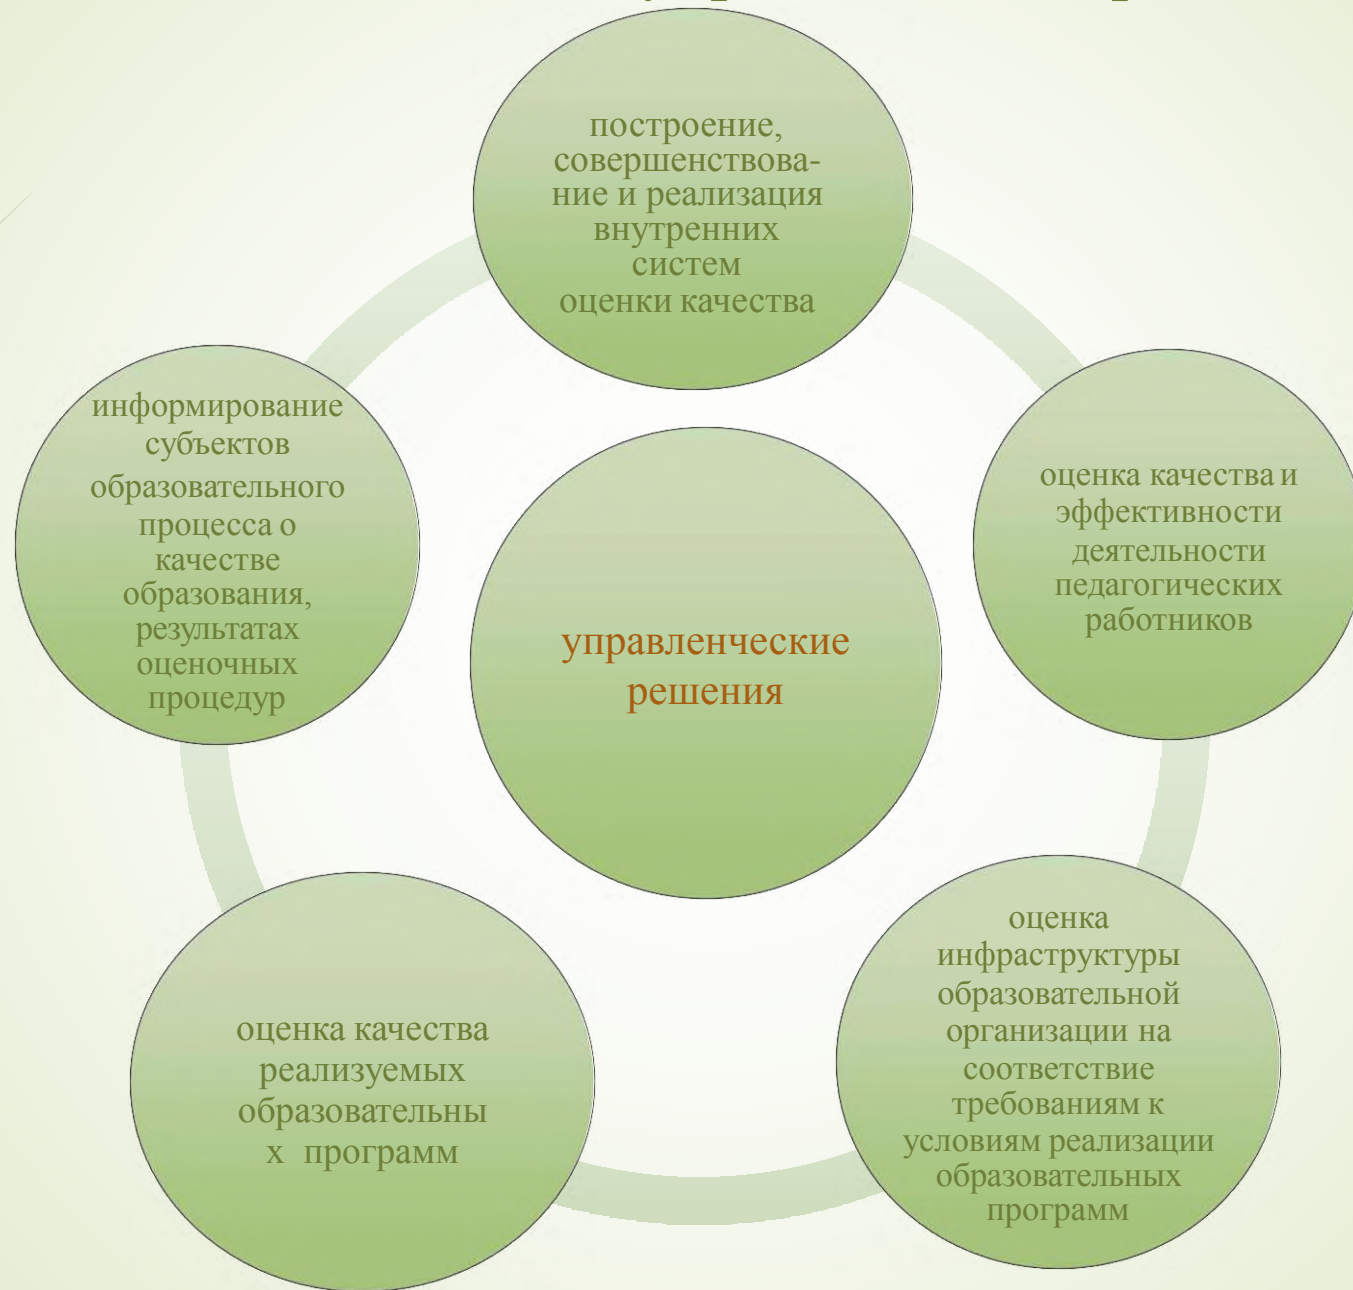 построение,
совершенствова-
ние и реализация
внутренних
систем
оценки качества
информирование
субъектов
образовательного
процесса о
качестве
образования,
результатах
оценочных
процедур
оценка качества и
эффективности
деятельности
педагогических
работников
управленческие
решения
оценка
инфраструктуры
образовательной
организации на
соответствие
требованиям к
условиям реализации
образовательных
программ
оценка качества
реализуемых
образовательны
х программ